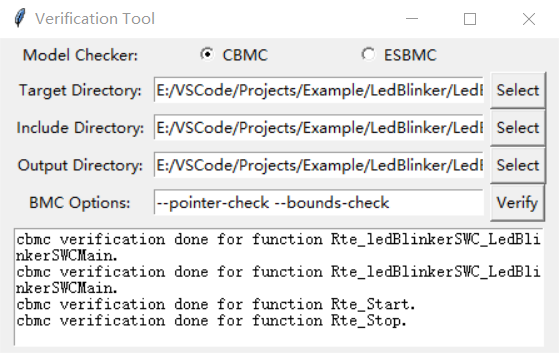 Verification Tool
Model Checker: CBMC ESBMC
Target Directory: E:/VSCode/Projects/Example/LedBlinker/Led Select
Include Directory: E:/VSCode/Projects/Example/LedBlinker/Led Select
Output Directory: E:/VSCode/Projects/Example/LedBlinker/Led Select
BMC Options: --pointer-check --bounds-check Verify
cbmc verification done for function Rte_ledBlinkerSWC_LedBli
nkerSWCMain.
cbmc verification done for function Rte_ledBlinkerSWC_LedBli
nkerSWCMain.
cbmc verification done for function Rte_Start.
cbmc verification done for function Rte_Stop.